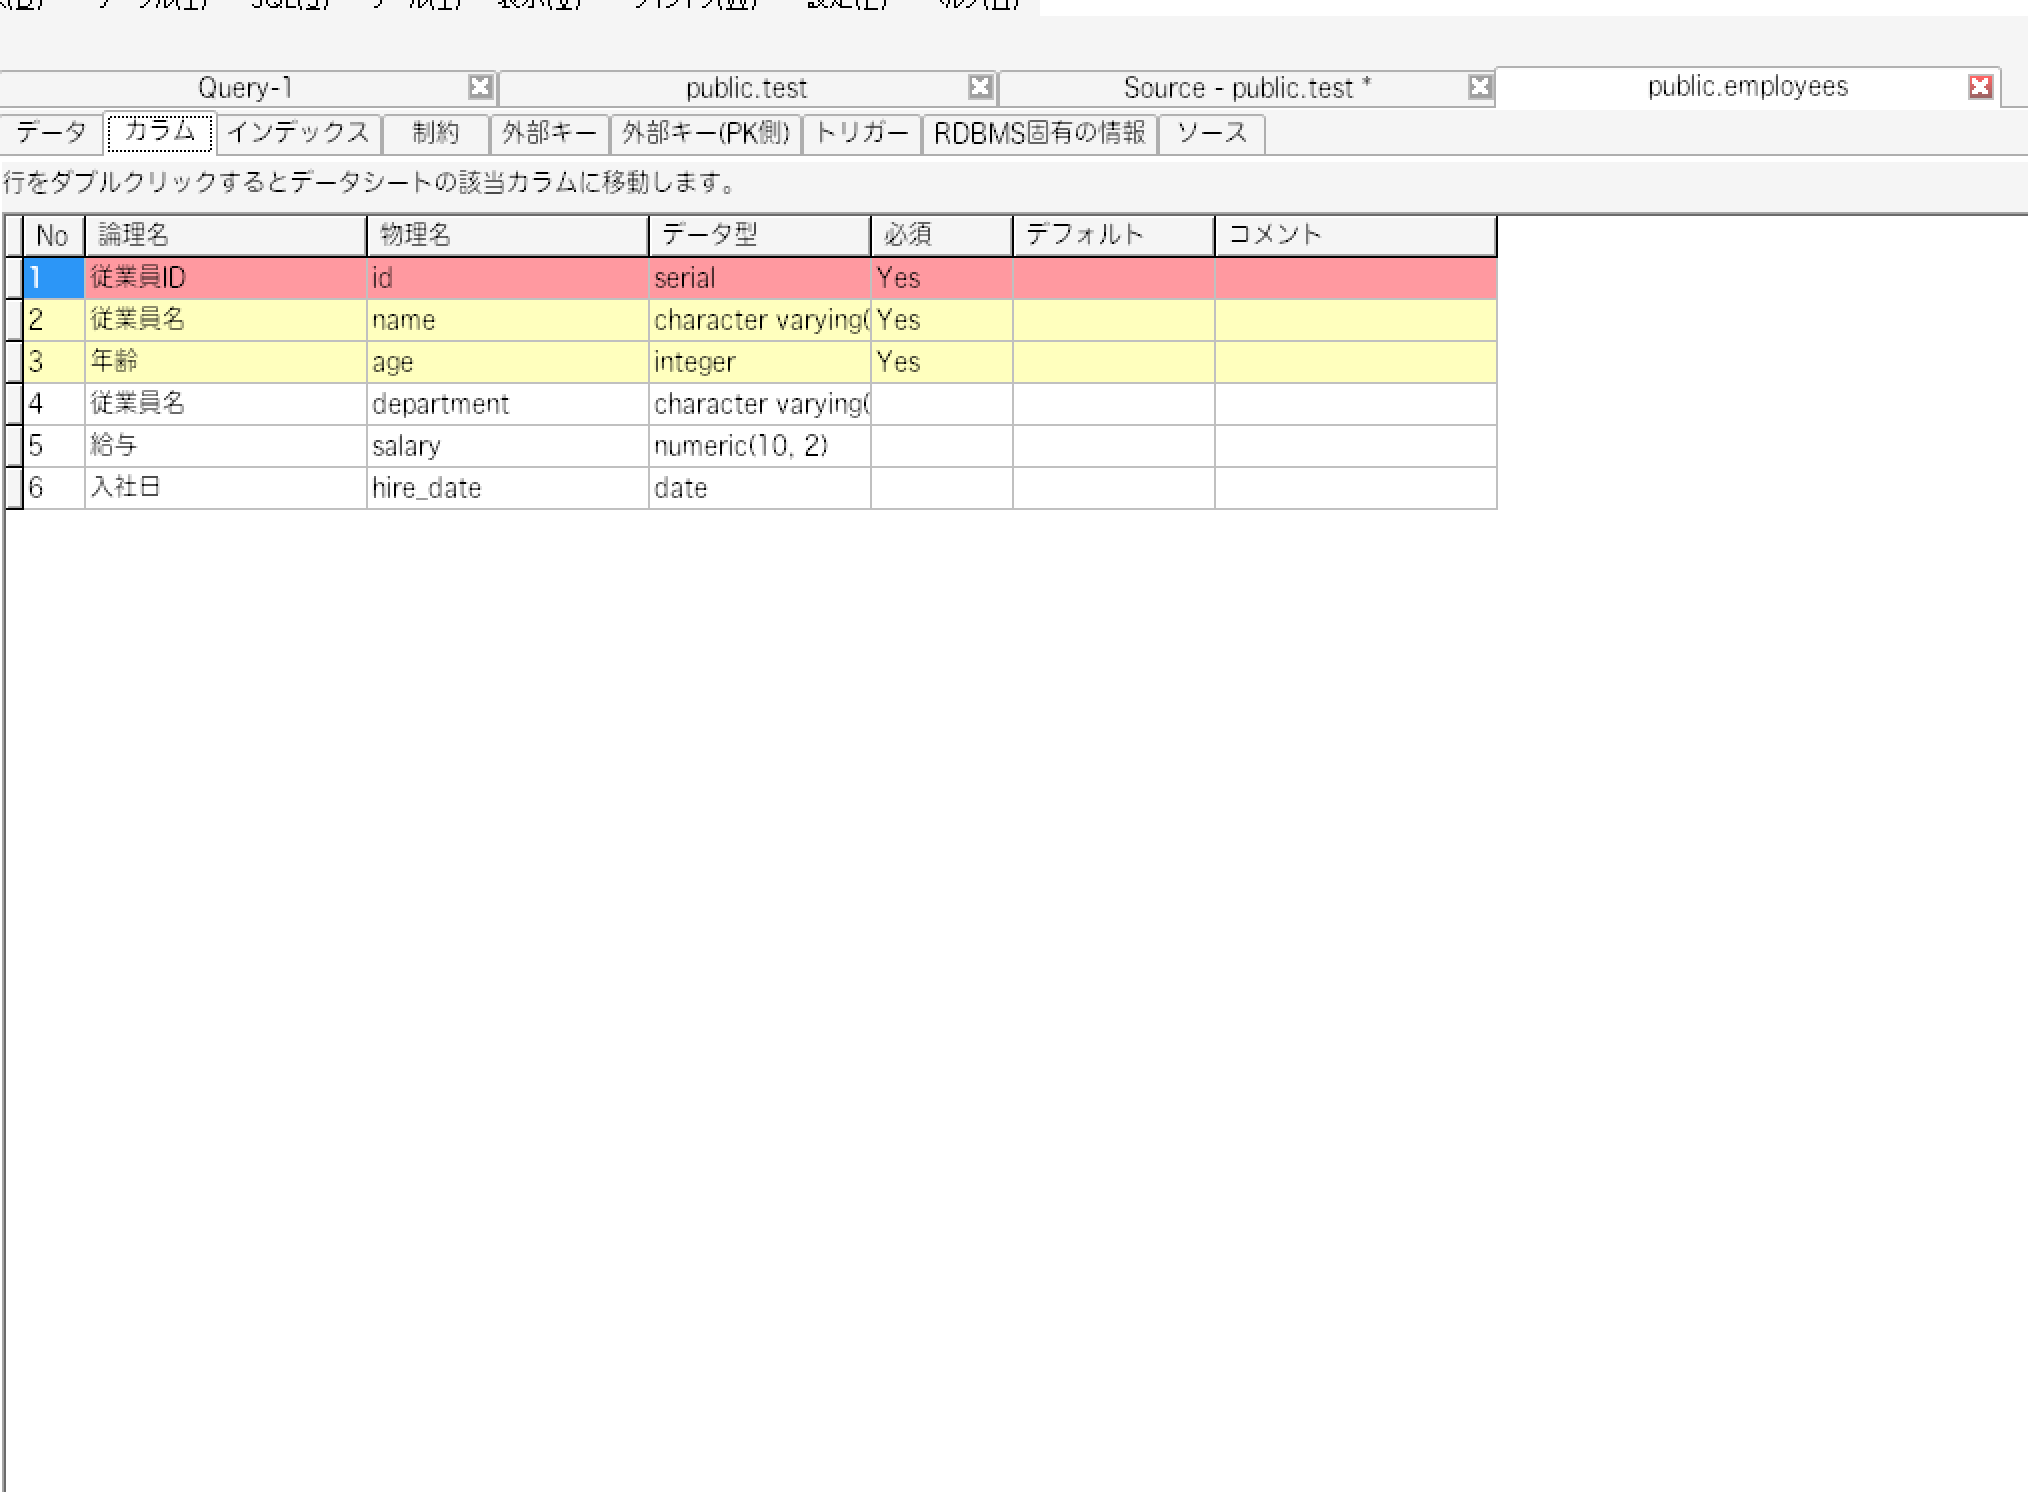 Query-1 public.test Source - public.test * public.employees
データ カラム インデックス 制約 外部キー 外部キー(PK側) トリガー RDBMS固有の情報 ソース
行をダブルクリックするとデータシートの該当カラムに移動します。
No 論理名 物理名 データ型 必須 デフォルト コメント
1 従業員ID id serial Yes
2 従業員名 name character varying( Yes
3 年齢 age integer Yes
4 従業員名 department character varying(
5 給与 salary numeric(10, 2)
6 入社日 hire_date date